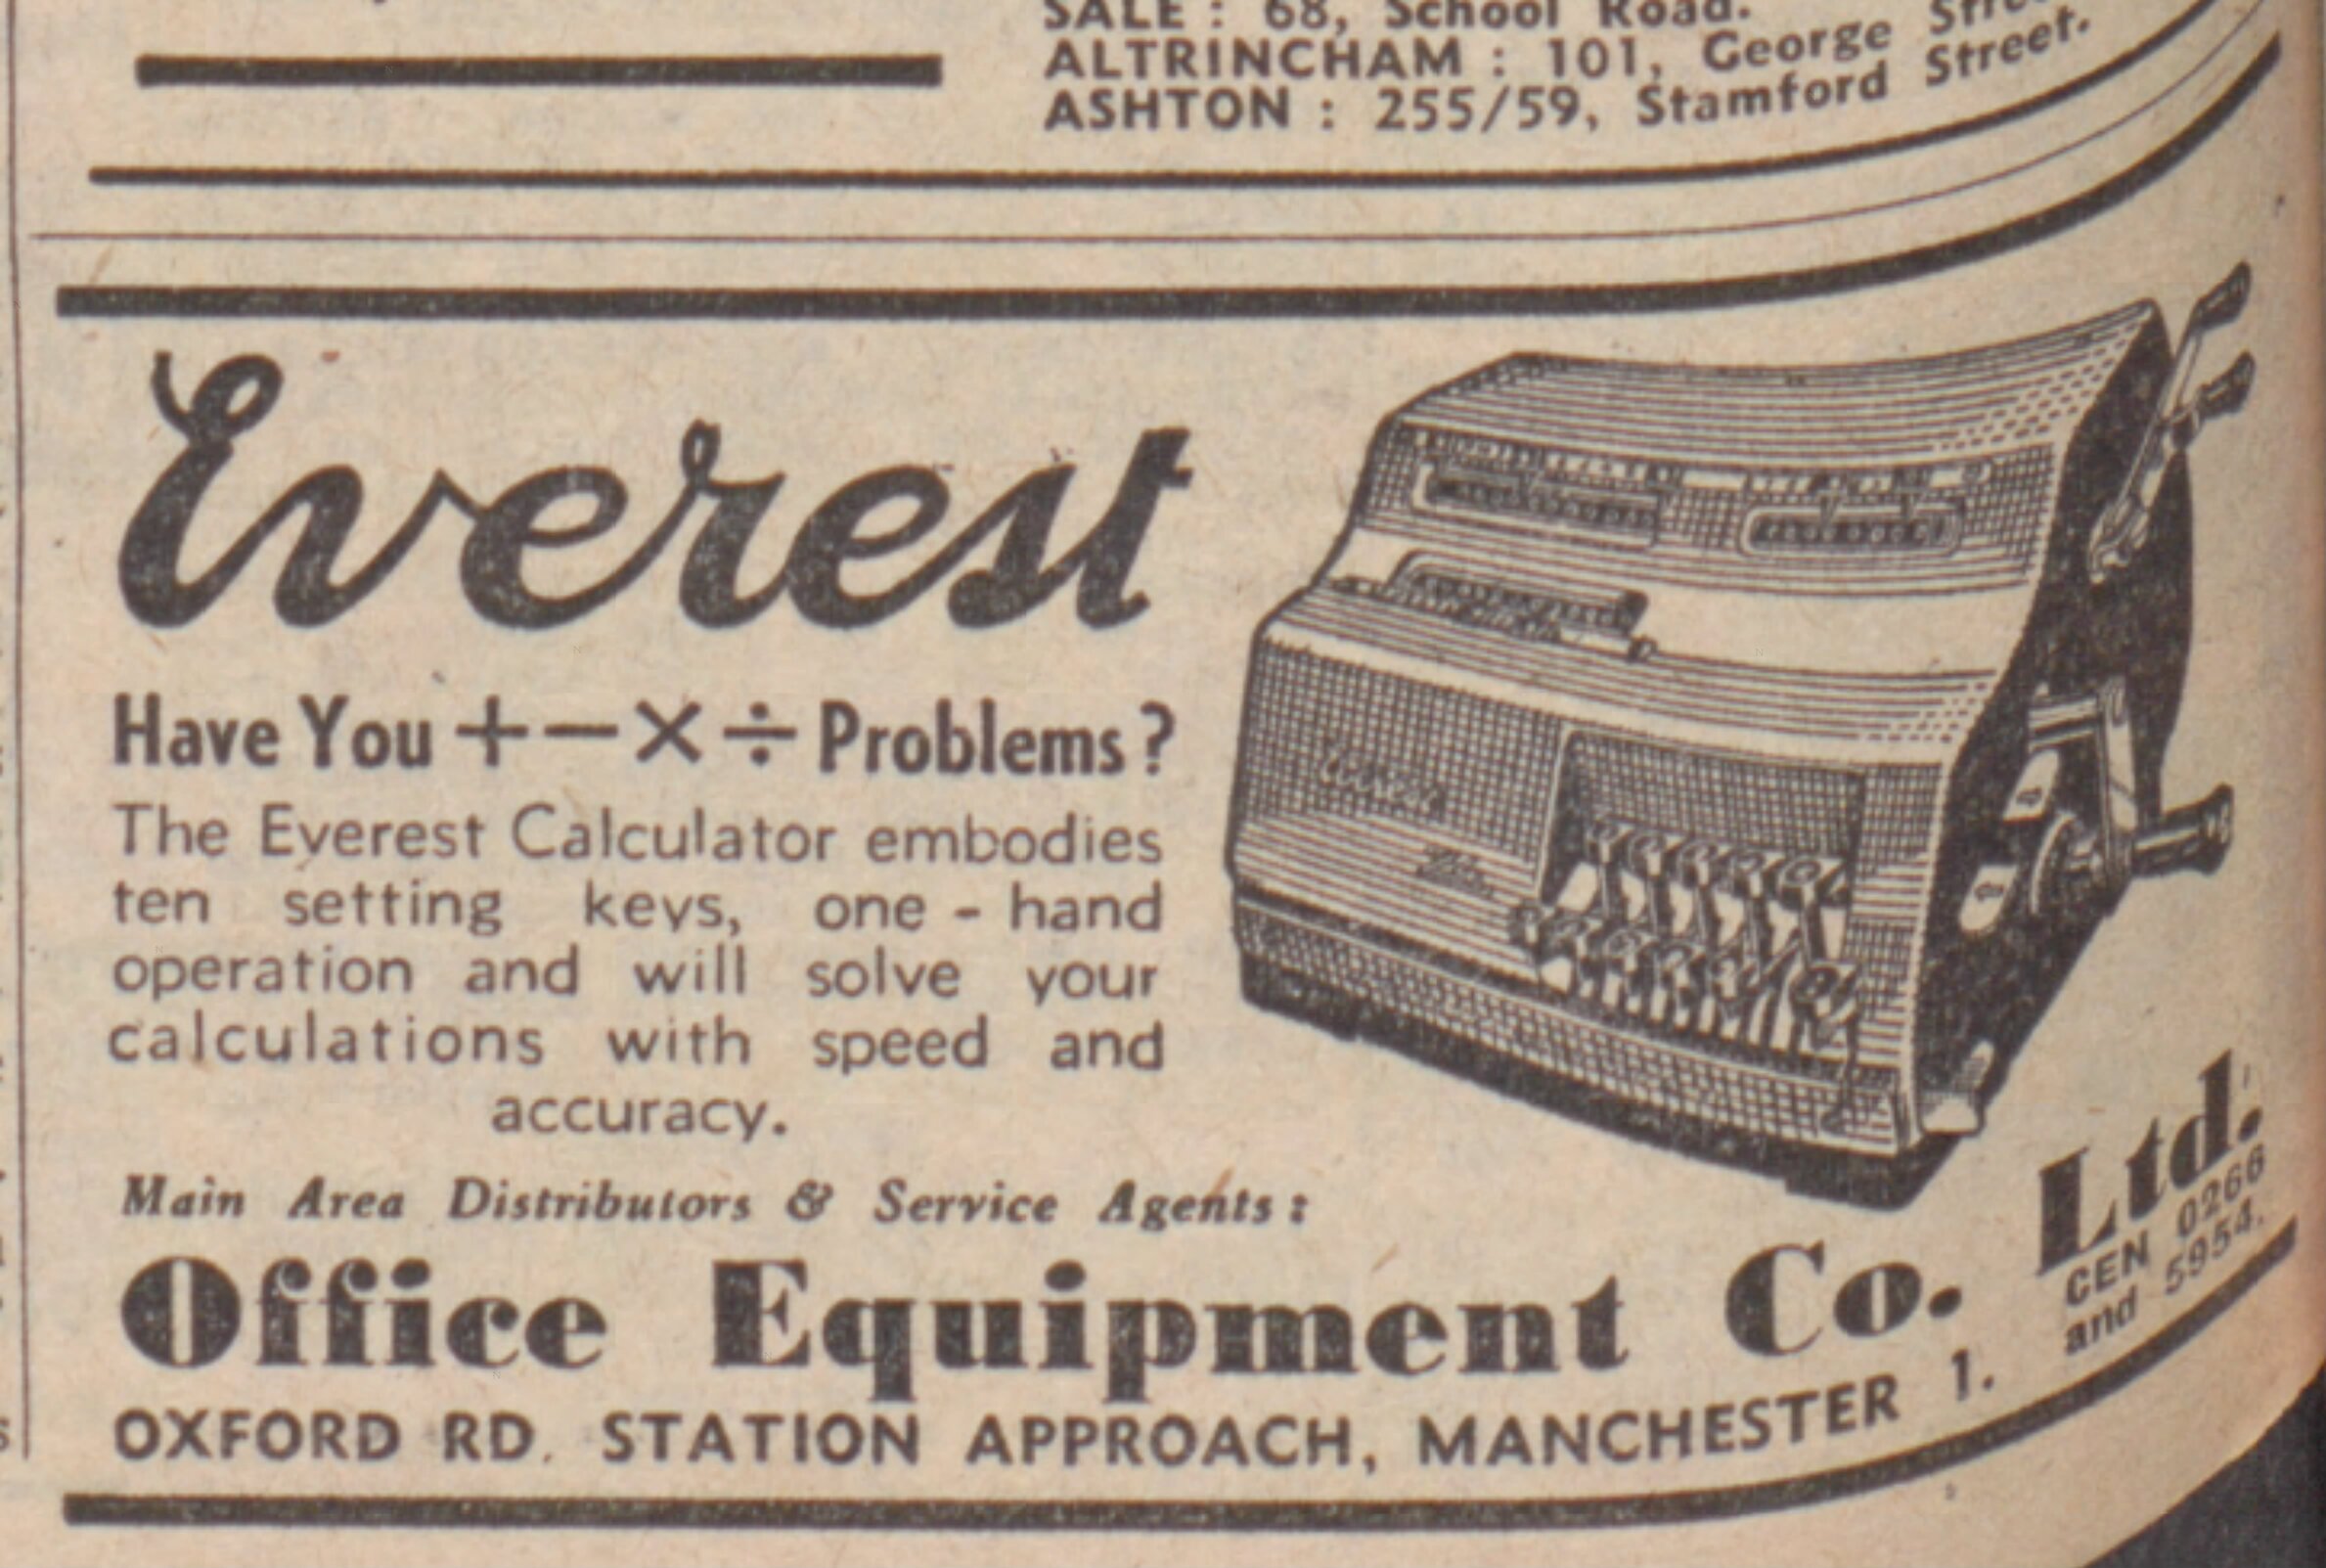 SALE : 68, School Road.
ALTRINCHAM : 101, George
ASHTON : 255/59, Stamford Street.
Everest
Have You + − × ÷ Problems ?
The Everest Calculator embodies
ten setting keys, one - hand
operation and will solve your
calculations with speed and
accuracy.
Main Area Distributors & Service Agents :
Office Equipment Co. Ltd.
OXFORD RD. STATION APPROACH, MANCHESTER 1.
CEN 0266
and 5954.
Everest